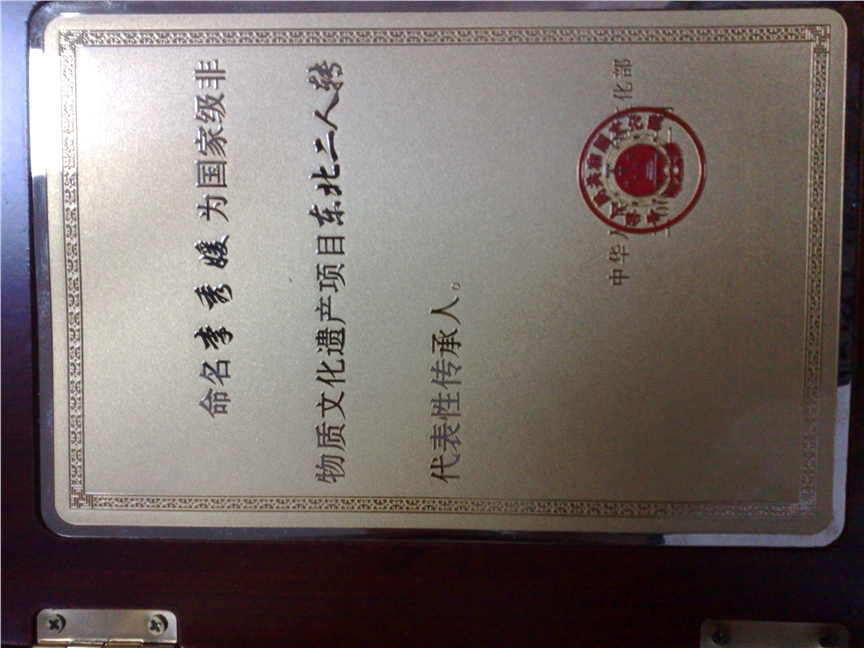 命名李秀媛为国家级非
物质文化遗产项目东北二人转
代表性传承人。
中华人
化部